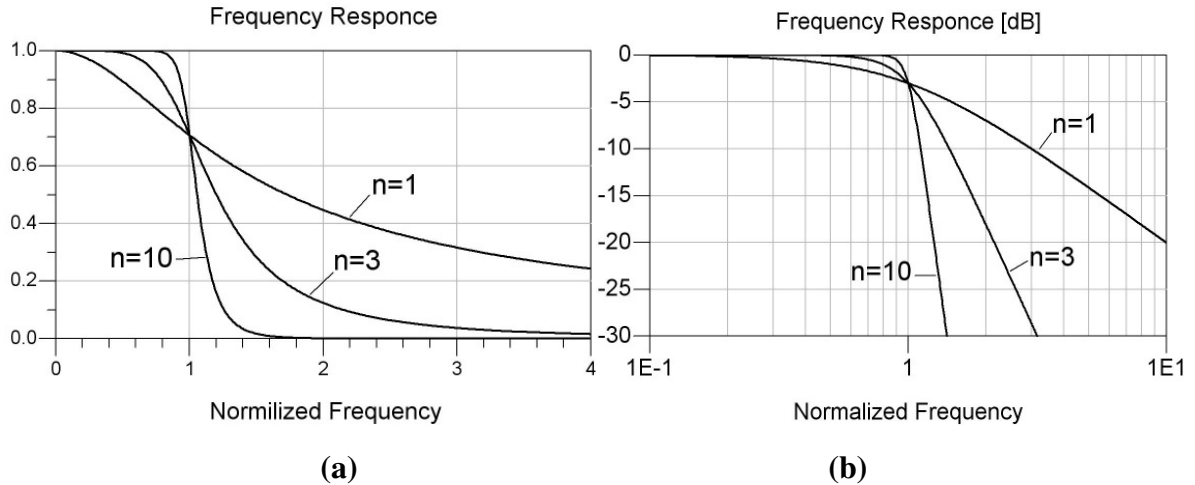 Frequency Responce
1.0
0.8
0.6
0.4
0.2
0.0
n=1
n=10
n=3
0 1 2 3 4
Normilized Frequency
(a)
Frequency Responce [dB]
0
-5
-10
-15
-20
-25
-30
n=1
n=10
n=3
1E-1 1 1E1
Normalized Frequency
(b)